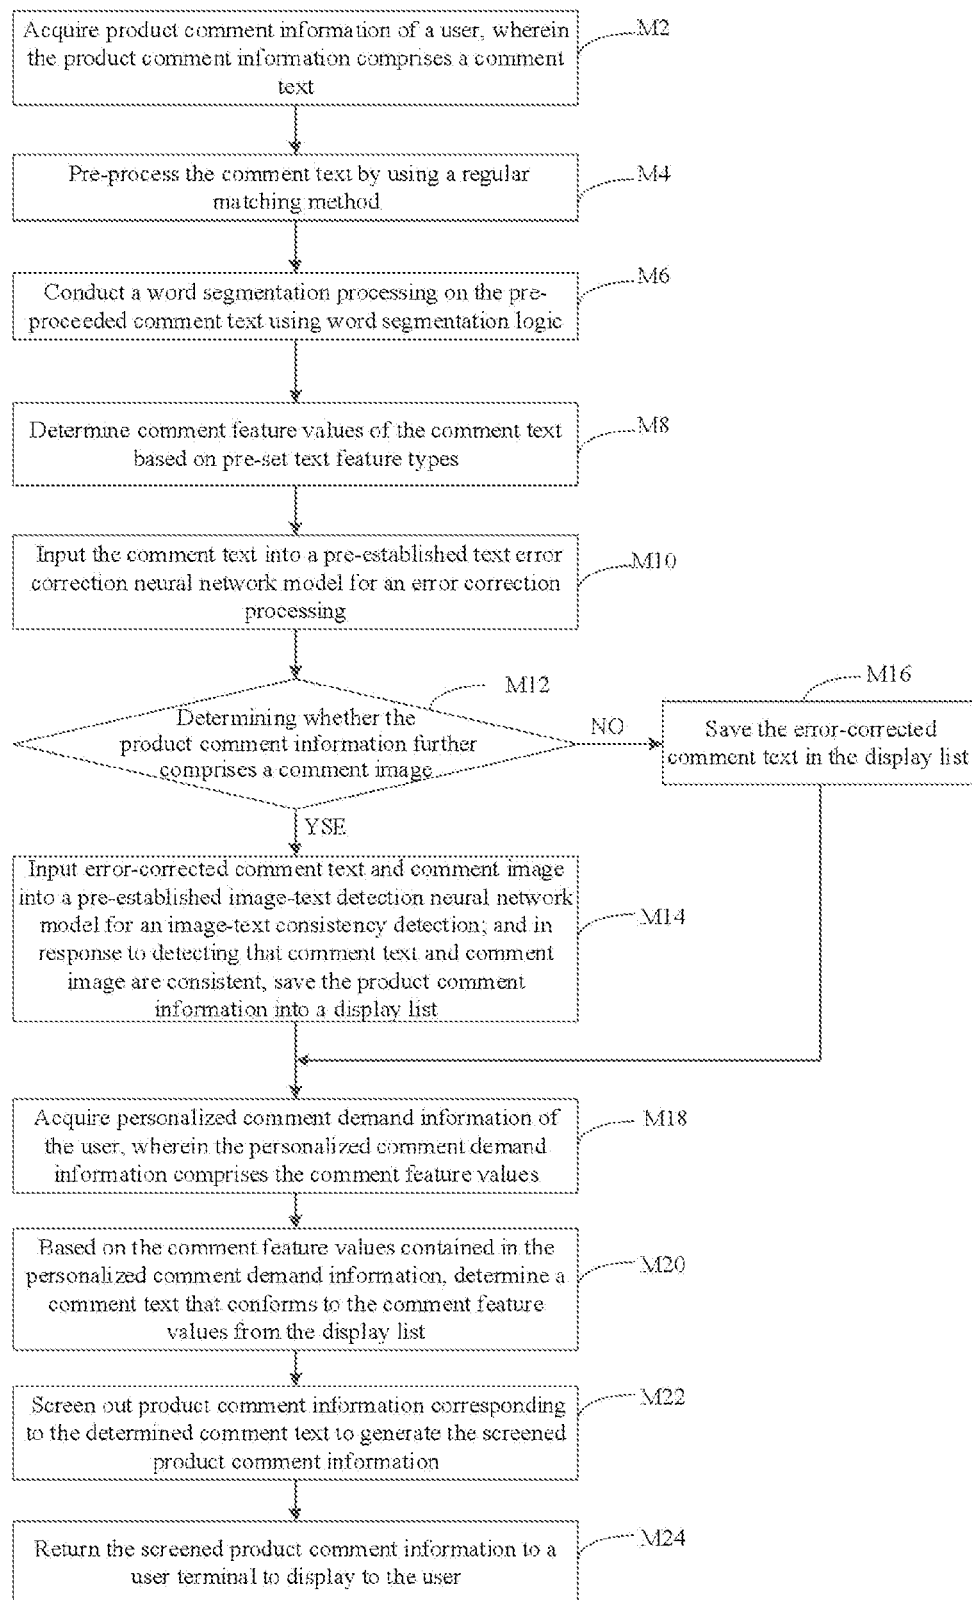 Acquire product comment information of a user, wherein
the product comment information comprises a comment
text
M2
Pre-process the comment text by using a regular
matching method
M4
Conduct a word segmentation processing on the pre-
proceeded comment text using word segmentation logic
M6
Determine comment feature values of the comment text
based on pre-set text feature types
M8
Input the comment text into a pre-established text error
correction neural network model for an error correction
processing
M10
Determining whether the
product comment information further
comprises a comment image
M12
NO
Save the error-corrected
comment text in the display list
M16
YSE
Input error-corrected comment text and comment image
into a pre-established image-text detection neural network
model for an image-text consistency detection; and in
response to detecting that comment text and comment
image are consistent, save the product comment
information into a display list
M14
Acquire personalized comment demand information of
the user, wherein the personalized comment demand
information comprises the comment feature values
M18
Based on the comment feature values contained in the
personalized comment demand information, determine a
comment text that conforms to the comment feature
values from the display list
M20
Screen out product comment information corresponding
to the determined comment text to generate the screened
product comment information
M22
Return the screened product comment information to a
user terminal to display to the user
M24